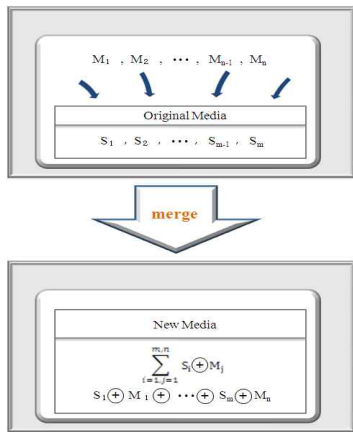 M₁ , M₂ , ··· , Mₙ₋₁ , Mₙ
Original Media
S₁ , S₂ , ··· , Sₘ₋₁ , Sₘ
merge
New Media
m,n
∑ Sᵢ⊕Mⱼ
i=1,j=1
S₁⊕M₁⊕ ···⊕ Sₘ⊕Mₙ